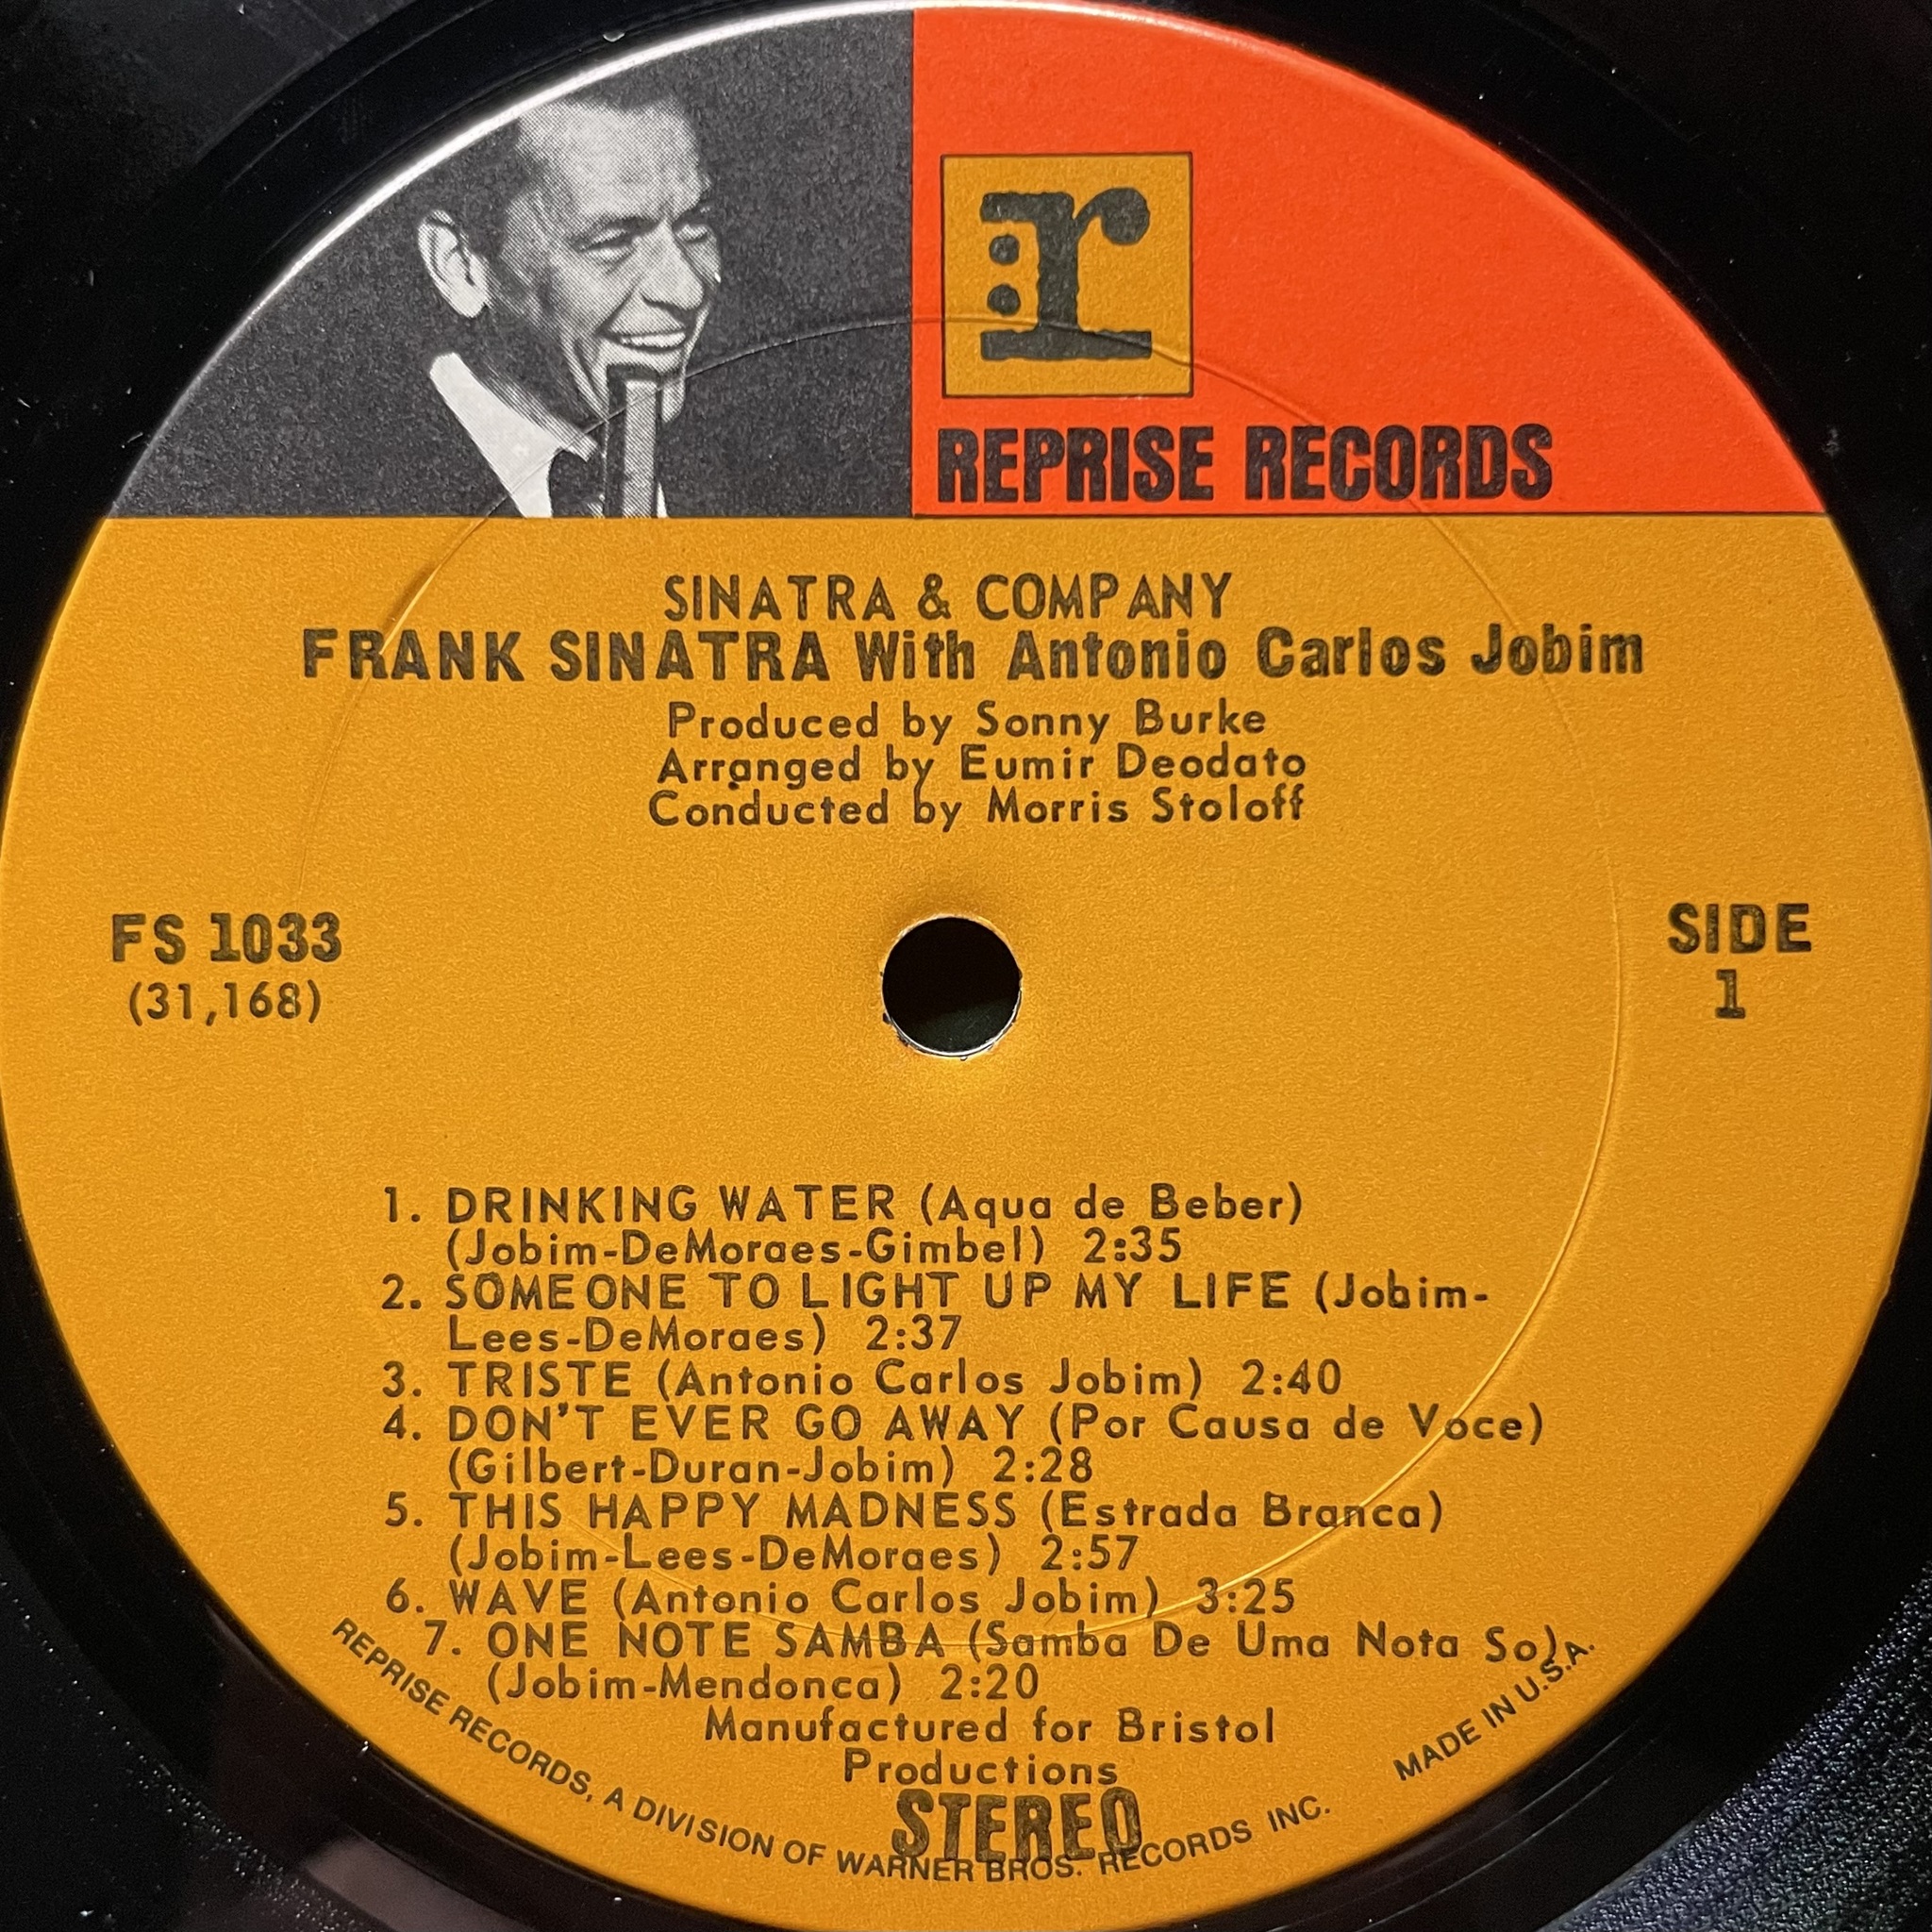 r
REPRISE RECORDS
SINATRA & COMPANY
FRANK SINATRA With Antonio Carlos Jobim
Produced by Sonny Burke
Arranged by Eumir Deodato
Conducted by Morris Stoloff
FS 1033
(31,168)
SIDE
1
1. DRINKING WATER (Aqua de Beber)
(Jobim-DeMoraes-Gimbel) 2:35
2. SOMEONE TO LIGHT UP MY LIFE (Jobim-
Lees-DeMoraes) 2:37
3. TRISTE (Antonio Carlos Jobim) 2:40
4. DON'T EVER GO AWAY (Por Causa de Voce)
(Gilbert-Duran-Jobim) 2:28
5. THIS HAPPY MADNESS (Estrada Branca)
(Jobim-Lees-DeMoraes) 2:57
6. WAVE (Antonio Carlos Jobim) 3:25
7. ONE NOTE SAMBA (Samba De Uma Nota So)
(Jobim-Mendonca) 2:20
Manufactured for Bristol
Productions
STEREO
REPRISE RECORDS, A DIVISION OF WARNER BROS. RECORDS INC. MADE IN U.S.A.